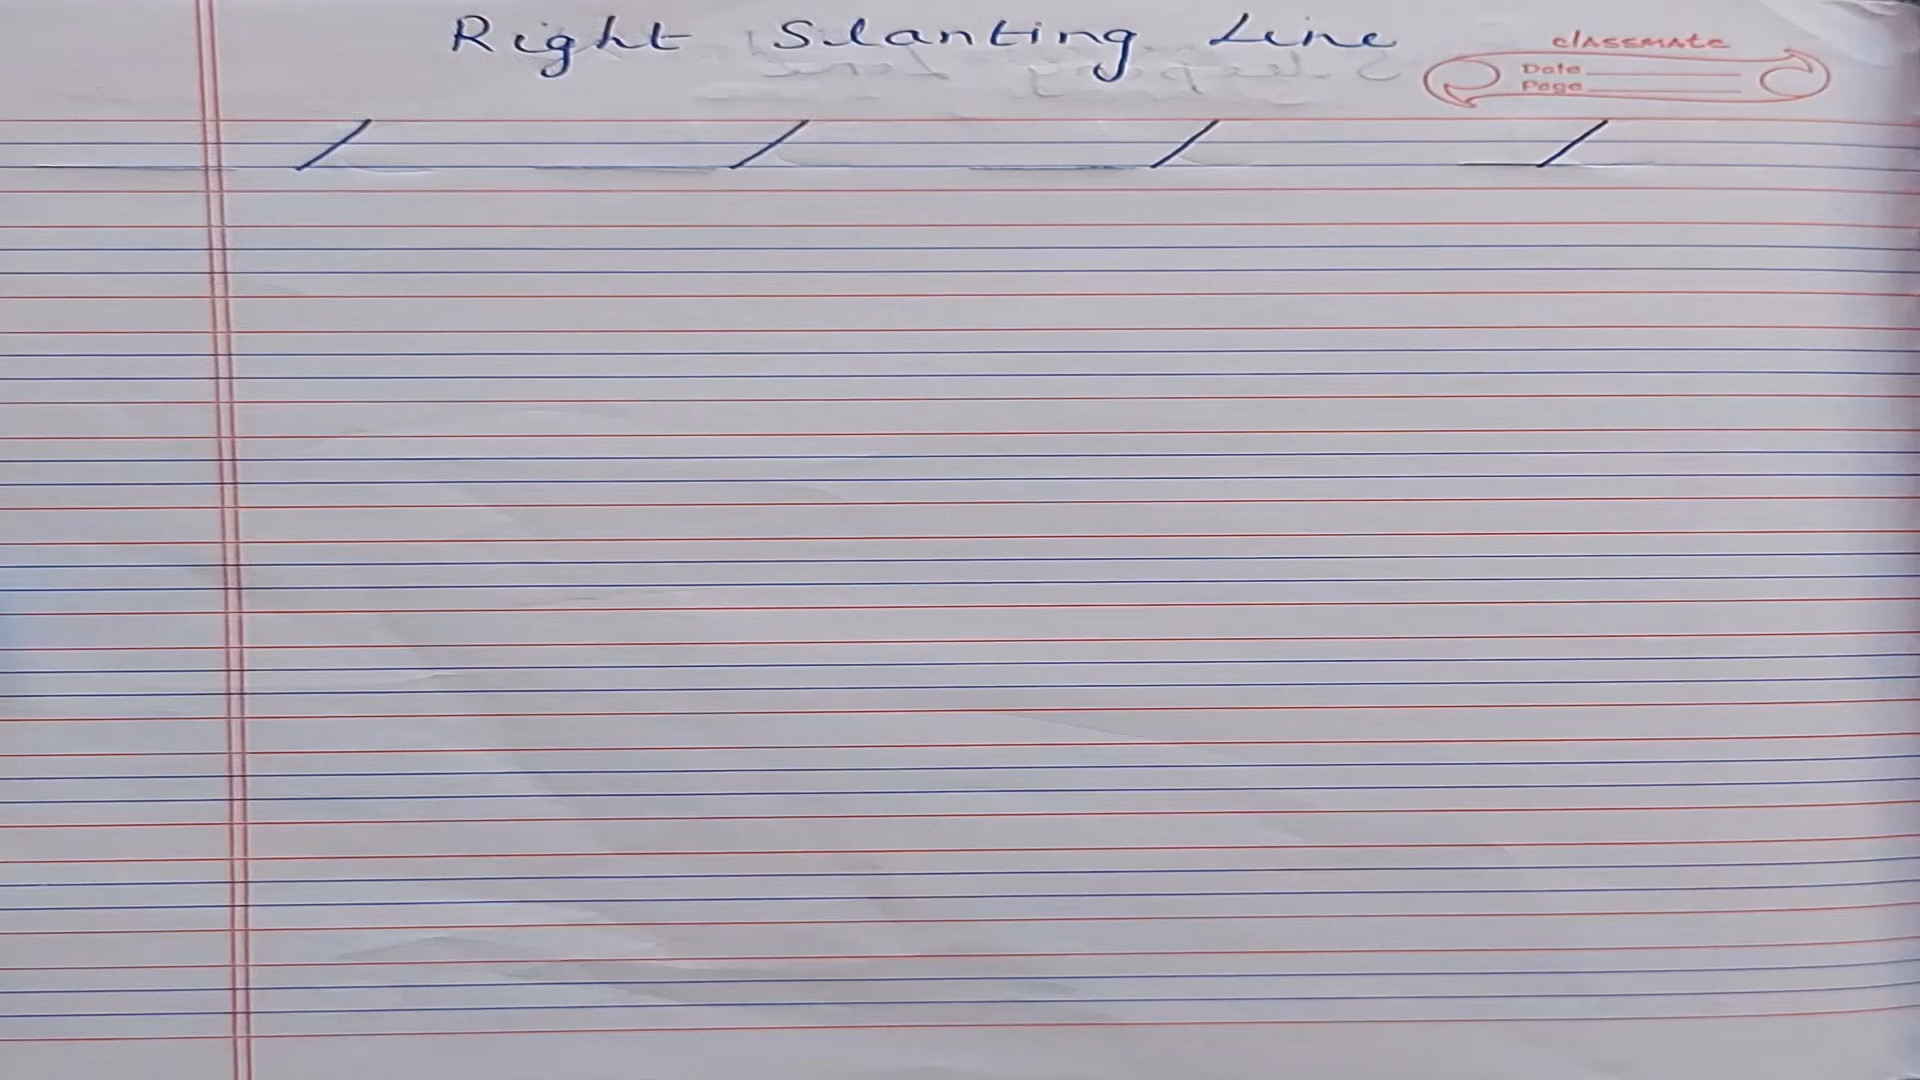 Right Slanting Line
classmate
Date
Page
/ / / /